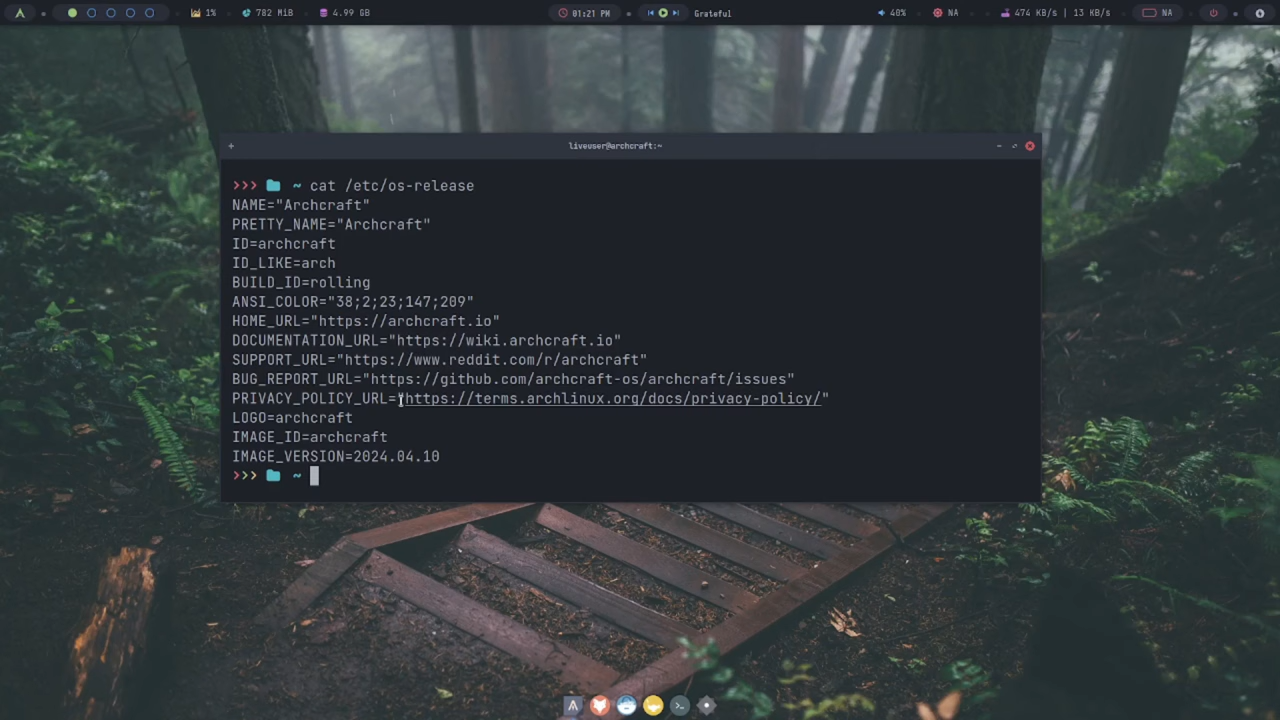 1% 782 MiB 4.99 GB 01:21 PM Grateful 40% NA 474 KB/s | 13 KB/s NA
+ liveuser@archcraft:~
>>> ~ cat /etc/os-release
NAME="Archcraft"
PRETTY_NAME="Archcraft"
ID=archcraft
ID_LIKE=arch
BUILD_ID=rolling
ANSI_COLOR="38;2;23;147;209"
HOME_URL="https://archcraft.io"
DOCUMENTATION_URL="https://wiki.archcraft.io"
SUPPORT_URL="https://www.reddit.com/r/archcraft"
BUG_REPORT_URL="https://github.com/archcraft-os/archcraft/issues"
PRIVACY_POLICY_URL="https://terms.archlinux.org/docs/privacy-policy/"
LOGO=archcraft
IMAGE_ID=archcraft
IMAGE_VERSION=2024.04.10
>>> ~